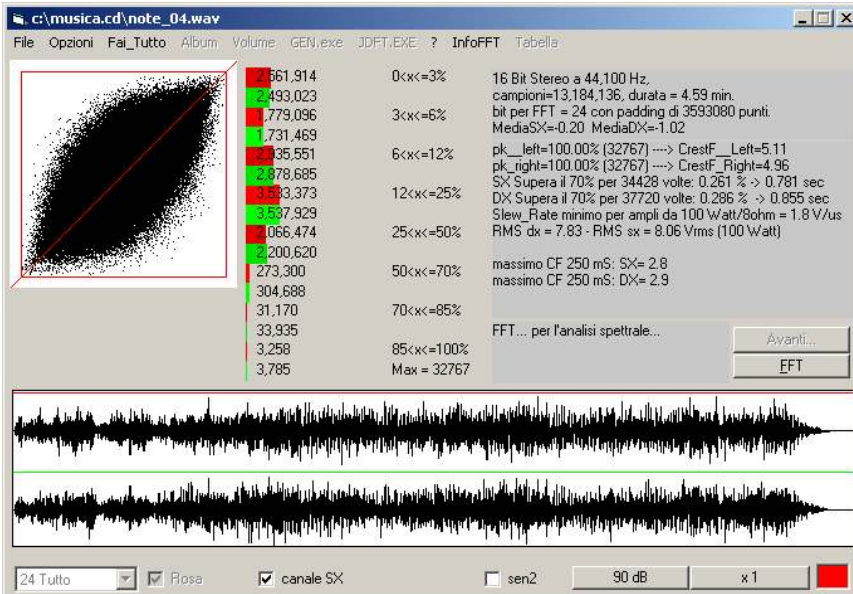 c:\musica.cd\note_04.wav
File Opzioni Fai_Tutto Album Volume GEN.exe JDFT.EXE ? InfoFFT Tabella
2,561,914 0<x<=3%
2,493,023
1,779,096 3<x<=6%
1,731,469
2,935,551 6<x<=12%
2,878,685
3,533,373 12<x<=25%
3,537,929
2,066,474 25<x<=50%
2,200,620
273,300 50<x<=70%
304,688
31,170 70<x<=85%
33,935
3,258 85<x<=100%
3,785 Max = 32767
16 Bit Stereo a 44,100 Hz,
campioni=13,184,136, durata = 4.59 min.
bit per FFT = 24 con padding di 3593080 punti.
MediaSX=-0.20 MediaDX=-1.02
pk__left=100.00% (32767) ----> CrestF__Left=5.11
pk_right=100.00% (32767) ----> CrestF_Right=4.96
SX Supera il 70% per 34428 volte: 0.261 % -> 0.781 sec
DX Supera il 70% per 37720 volte: 0.286 % -> 0.855 sec
Slew_Rate minimo per ampli da 100 Watt/8ohm = 1.8 V/us
RMS dx = 7.83 - RMS sx = 8.06 Vrms (100 Watt)
massimo CF 250 mS: SX= 2.8
massimo CF 250 mS: DX= 2.9
FFT... per l'analisi spettrale...
Avanti...
FFT
24 Tutto Rosa canale SX sen2 90 dB x 1